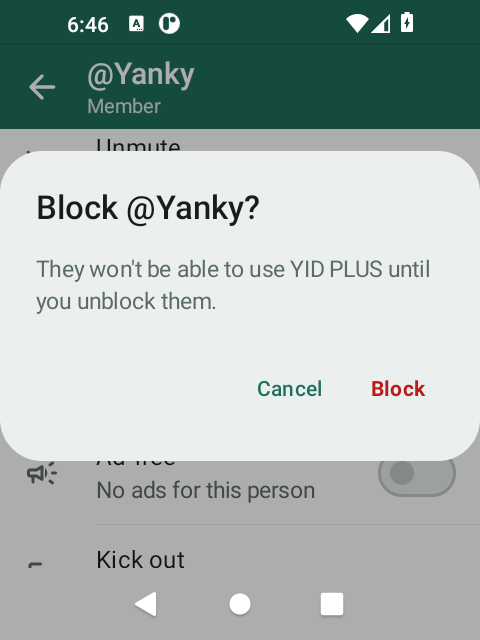 6:46
@Yanky
Member
Unmute
Block @Yanky?
They won't be able to use YID PLUS until
you unblock them.
Cancel
Block
Ad-free
No ads for this person
Kick out